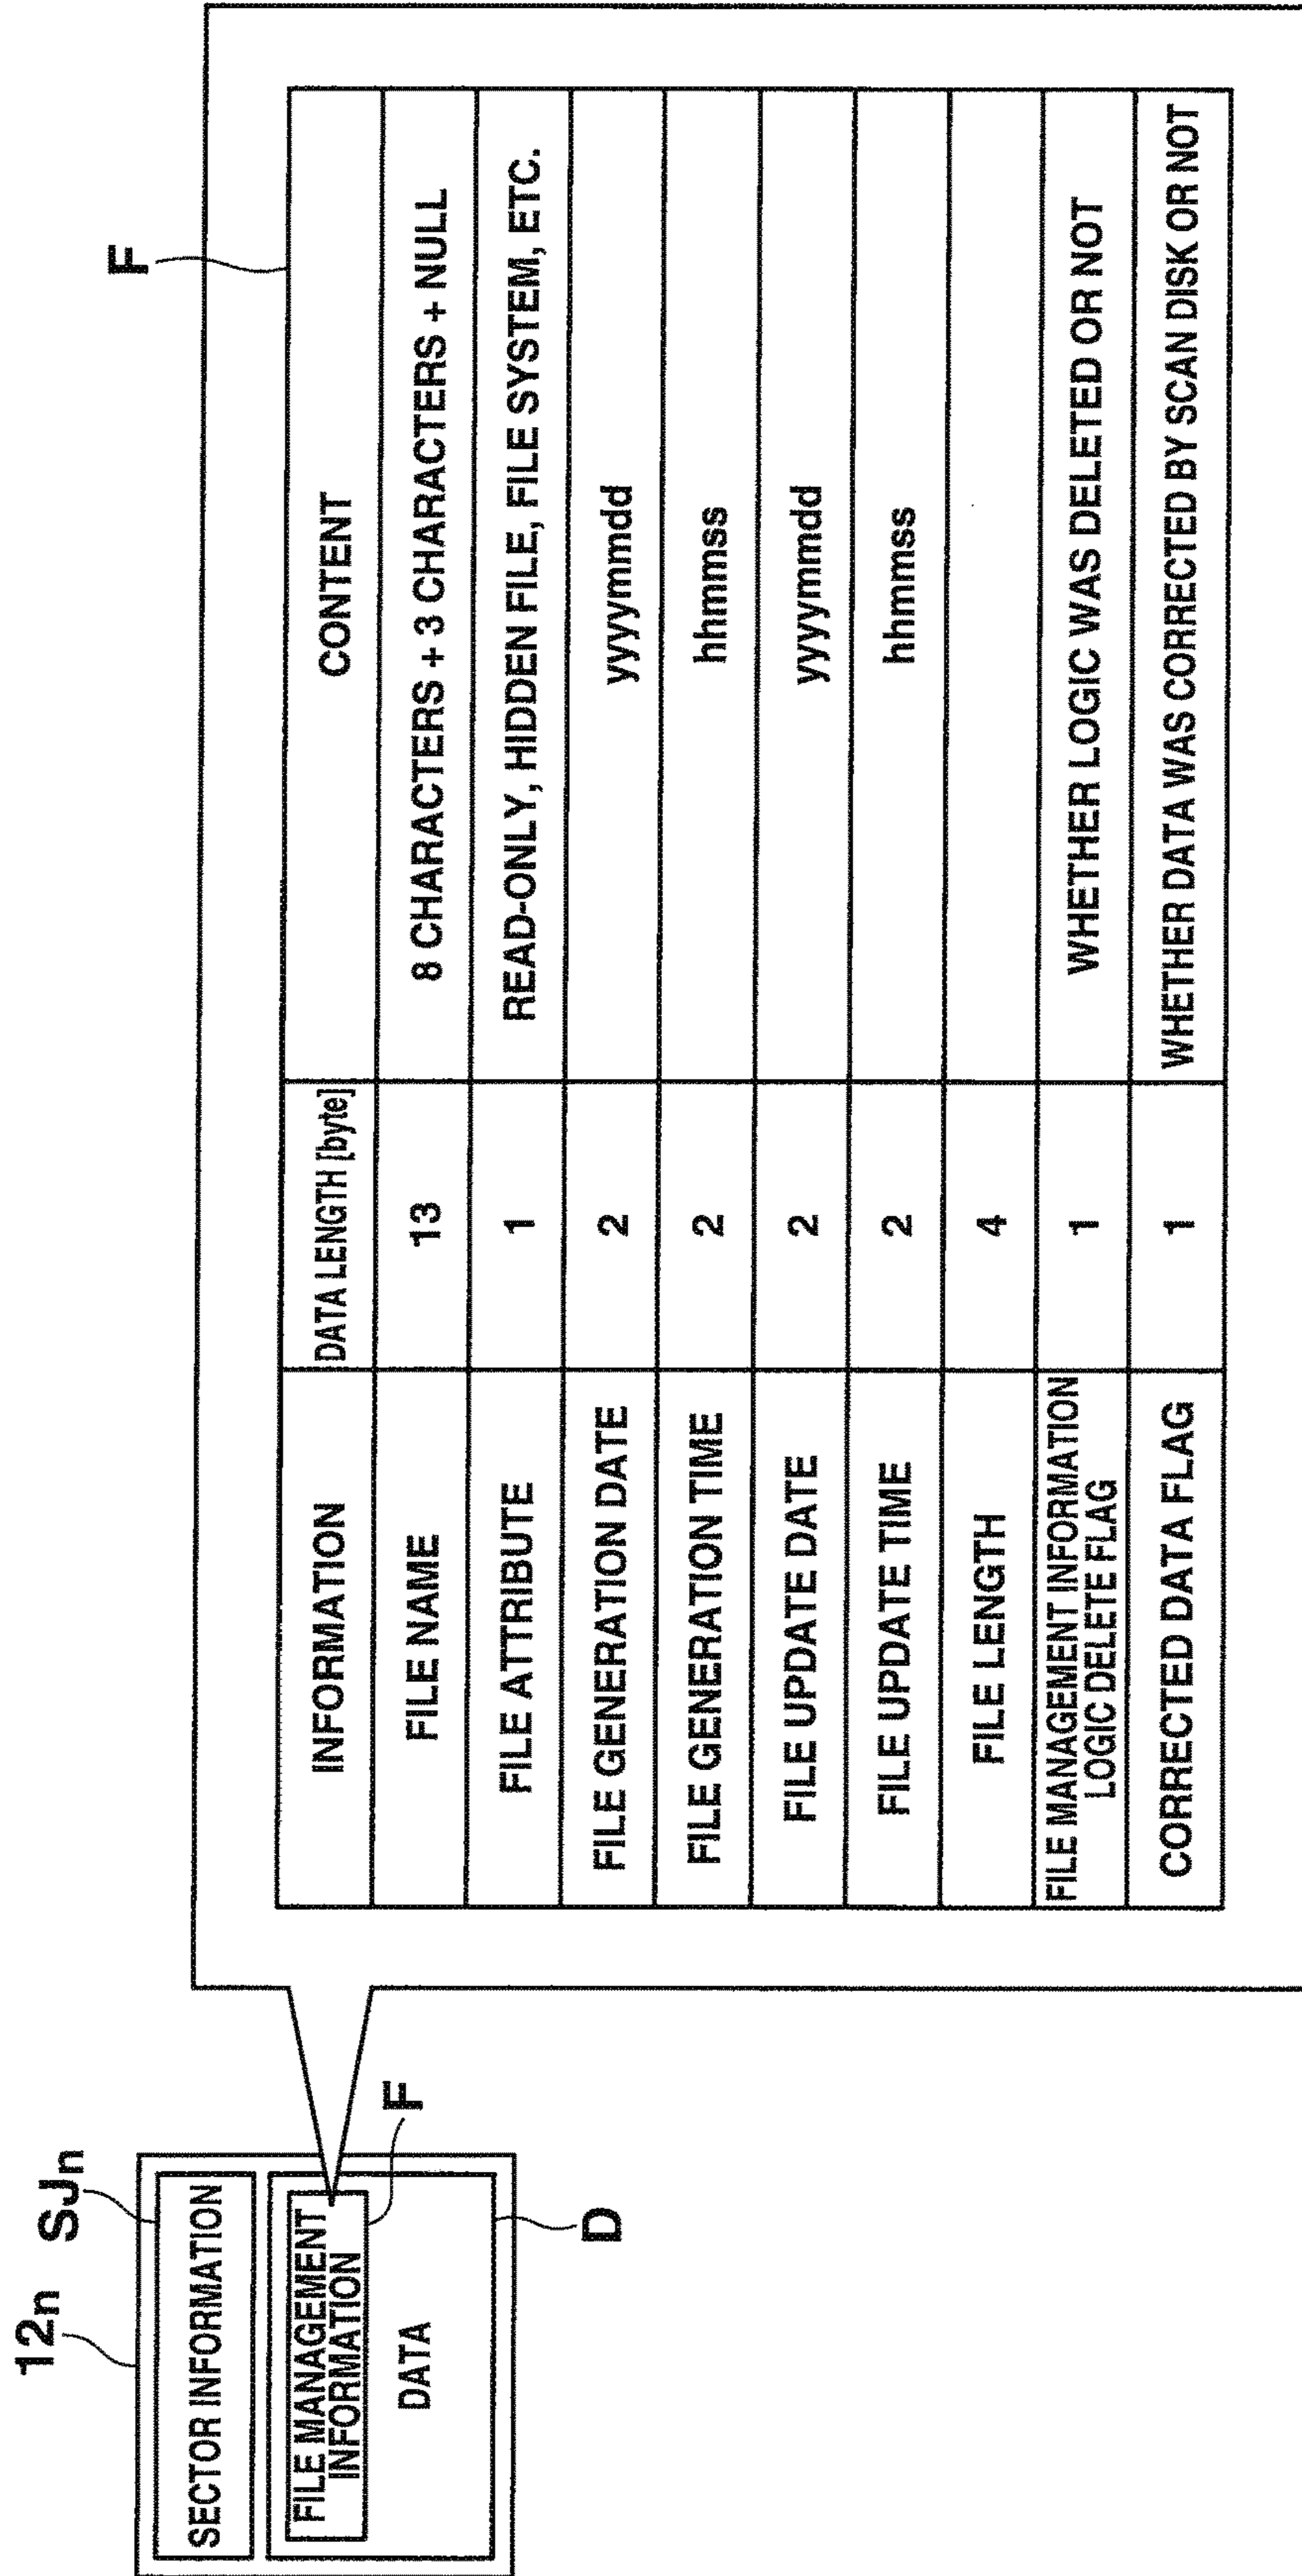 12n
SJn
SECTOR INFORMATION
FILE MANAGEMENT
INFORMATION
F
DATA
D
F
INFORMATION DATA LENGTH [byte] CONTENT
FILE NAME 13 8 CHARACTERS + 3 CHARACTERS + NULL
FILE ATTRIBUTE 1 READ-ONLY, HIDDEN FILE, FILE SYSTEM, ETC.
FILE GENERATION DATE 2 yyyymmdd
FILE GENERATION TIME 2 hhmmss
FILE UPDATE DATE 2 yyyymmdd
FILE UPDATE TIME 2 hhmmss
FILE LENGTH 4
FILE MANAGEMENT INFORMATION
LOGIC DELETE FLAG 1 WHETHER LOGIC WAS DELETED OR NOT
CORRECTED DATA FLAG 1 WHETHER DATA WAS CORRECTED BY SCAN DISK OR NOT